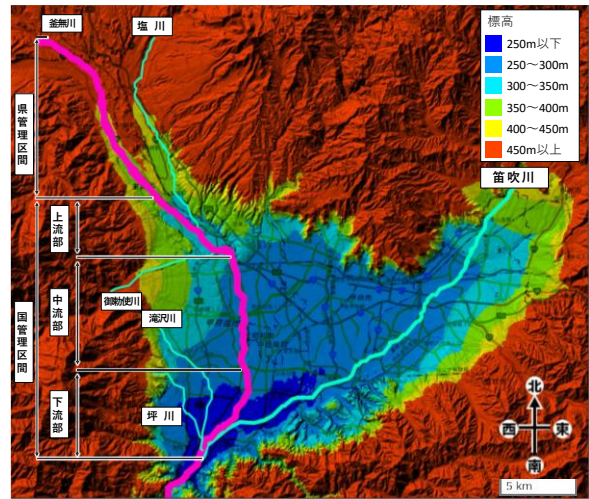 釜無川
塩川
標高
250m以下
250～300m
300～350m
350～400m
400～450m
450m以上
笛吹川
県管理区間
上流部
国管理区間
御勅使川
中流部
滝沢川
下流部
坪川
北
西
東
南
5 km